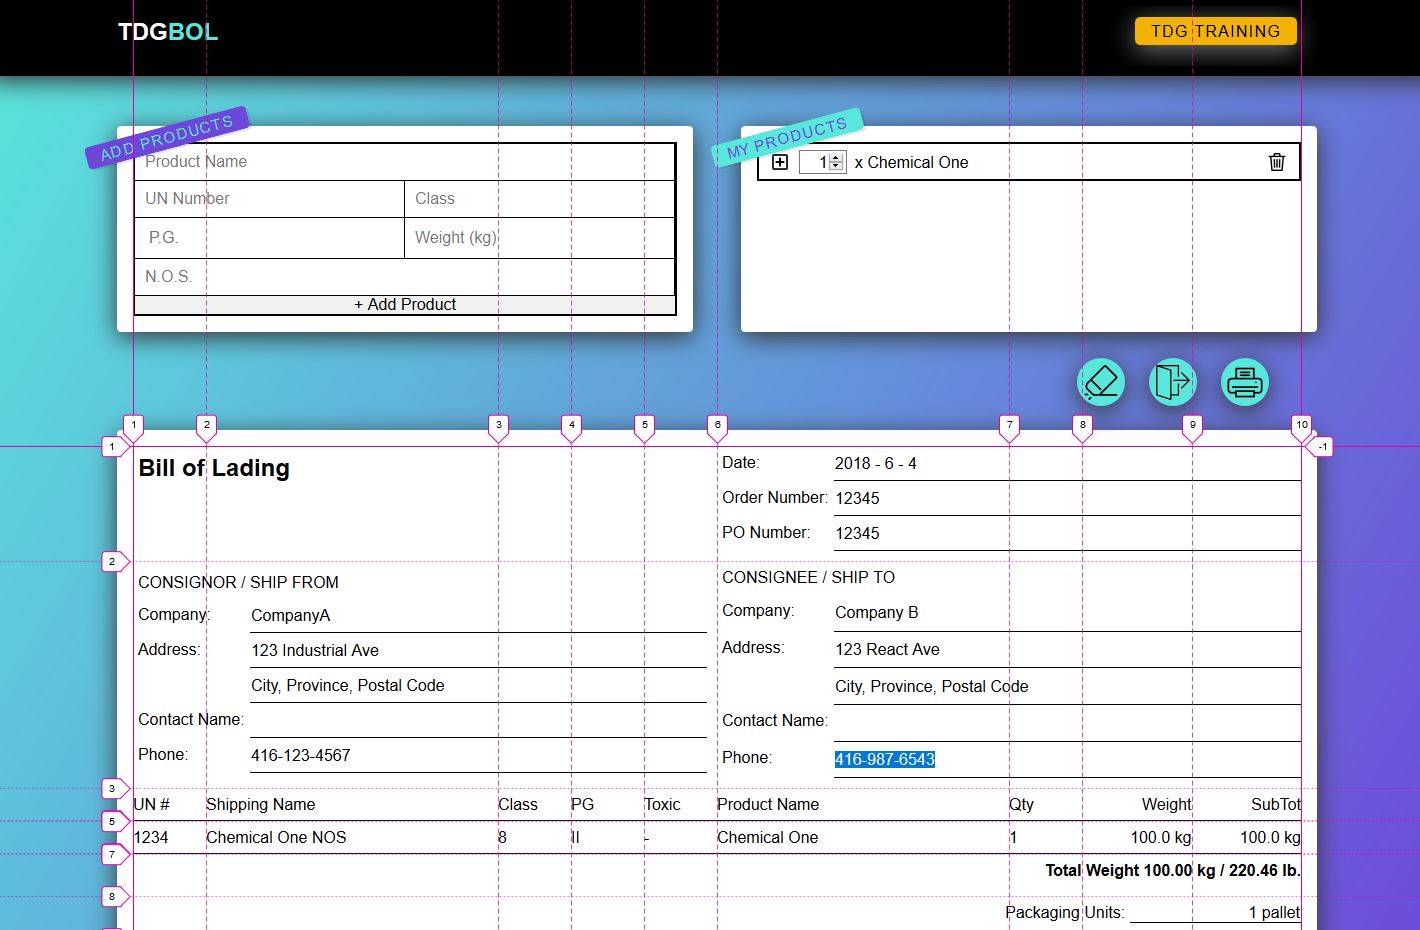 TDGBOL
TDG TRAINING
ADD PRODUCTS
Product Name
UN Number
Class
P.G.
Weight (kg)
N.O.S.
+ Add Product
MY PRODUCTS
1 x Chemical One
1 2 3 4 5 6 7 8 9 10
1
-1
Bill of Lading
Date: 2018 - 6 - 4
Order Number: 12345
PO Number: 12345
2
CONSIGNOR / SHIP FROM
Company: CompanyA
Address: 123 Industrial Ave
City, Province, Postal Code
Contact Name:
Phone: 416-123-4567
CONSIGNEE / SHIP TO
Company: Company B
Address: 123 React Ave
City, Province, Postal Code
Contact Name:
Phone: 416-987-6543
3
UN # Shipping Name Class PG Toxic Product Name Qty Weight SubTot
5
1234 Chemical One NOS 8 II - Chemical One 1 100.0 kg 100.0 kg
7
Total Weight 100.00 kg / 220.46 lb.
8
Packaging Units: 1 pallet